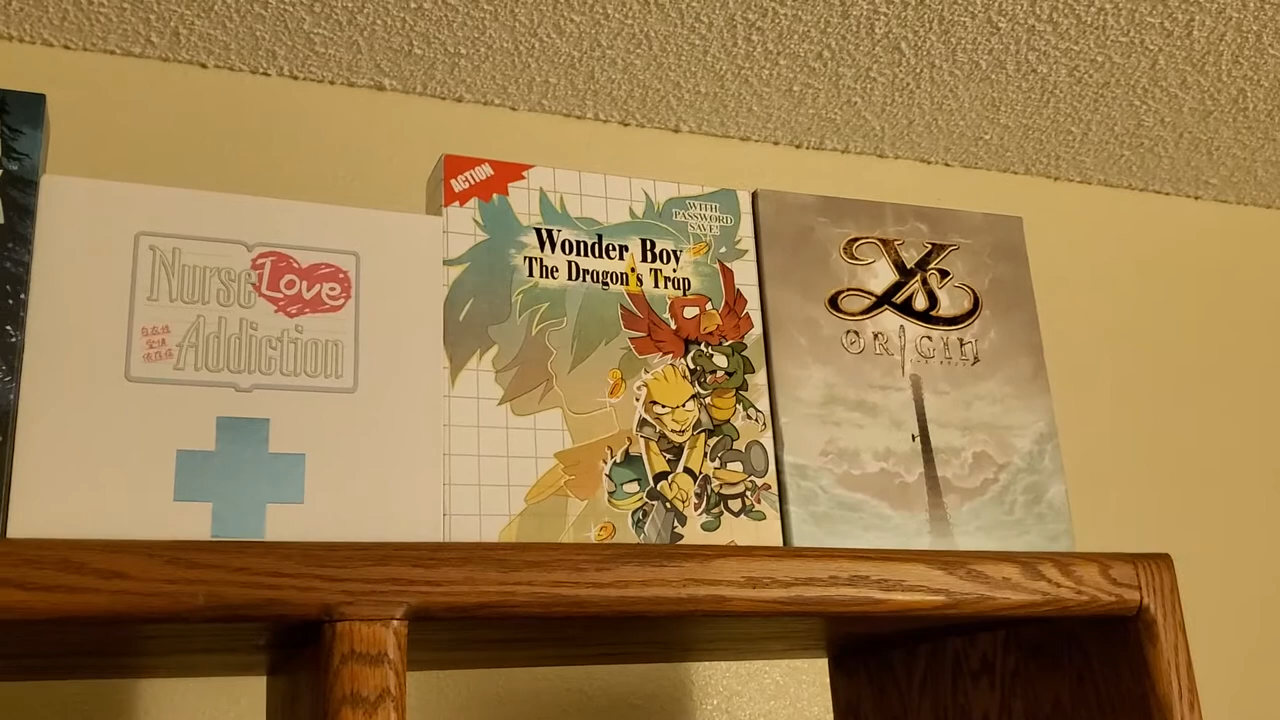 Nurse Love
Addiction
ACTION
WITH
PASSWORD
SAVE!
Wonder Boy
The Dragon's Trap
Ys
ORIGIN